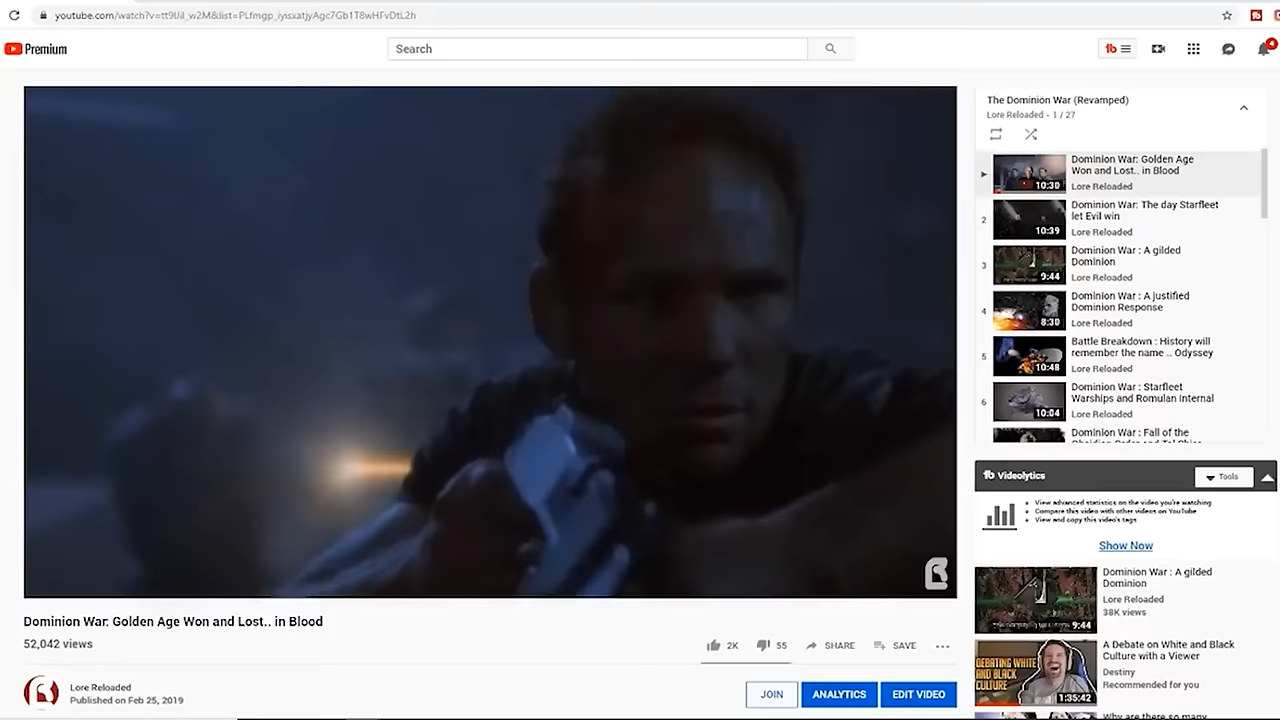 youtube.com/watch?v=tt9IJiI_w2M&list=PLfmgp_iyisxatjyAgc7Gb1T8wHFvDtL2h
Premium
Search
4
The Dominion War (Revamped)
Lore Reloaded - 1 / 27
Dominion War: Golden Age
Won and Lost.. in Blood
Lore Reloaded
10:30
2
Dominion War: The day Starfleet
let Evil win
Lore Reloaded
10:39
3
Dominion War : A gilded
Dominion
Lore Reloaded
9:44
4
Dominion War : A justified
Dominion Response
Lore Reloaded
8:30
5
Battle Breakdown : History will
remember the name .. Odyssey
Lore Reloaded
10:48
6
Dominion War : Starfleet
Warships and Romulan Internal
Lore Reloaded
10:04
Dominion War : Fall of the
Videolytics
Tools
View advanced statistics on the video you're watching
Compare this video with other videos on YouTube
View and copy this video's tags
Show Now
Dominion War : A gilded
Dominion
Lore Reloaded
38K views
9:44
A Debate on White and Black
Culture with a Viewer
Destiny
Recommended for you
DEBATING WHITE
AND BLACK
CULTURE
1:35:42
Why are there so many
Dominion War: Golden Age Won and Lost.. in Blood
52,042 views
2K
55
SHARE
SAVE
Lore Reloaded
Published on Feb 25, 2019
JOIN
ANALYTICS
EDIT VIDEO